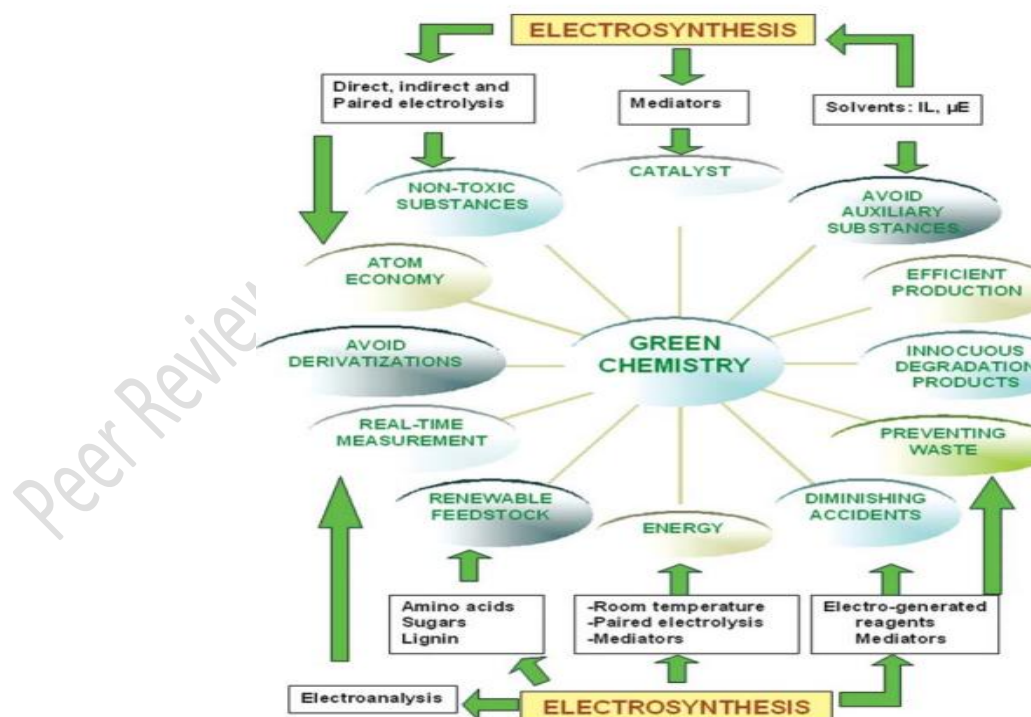 ELECTROSYNTHESIS
Direct, indirect and
Paired electrolysis
Mediators
Solvents: IL, µE
NON-TOXIC
SUBSTANCES
CATALYST
AVOID
AUXILIARY
SUBSTANCES
ATOM
ECONOMY
EFFICIENT
PRODUCTION
AVOID
DERIVATIZATIONS
GREEN
CHEMISTRY
INNOCUOUS
DEGRADATION
PRODUCTS
REAL-TIME
MEASUREMENT
PREVENTING
WASTE
RENEWABLE
FEEDSTOCK
ENERGY
DIMINISHING
ACCIDENTS
Amino acids
Sugars
Lignin
-Room temperature
-Paired electrolysis
-Mediators
Electro-generated
reagents
Mediators
Electroanalysis
ELECTROSYNTHESIS
Peer Review